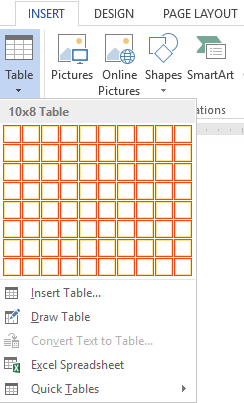 INSERT DESIGN PAGE LAYOUT
Table Pictures Online Pictures Shapes SmartArt
ations
10x8 Table
Insert Table...
Draw Table
Convert Text to Table...
Excel Spreadsheet
Quick Tables